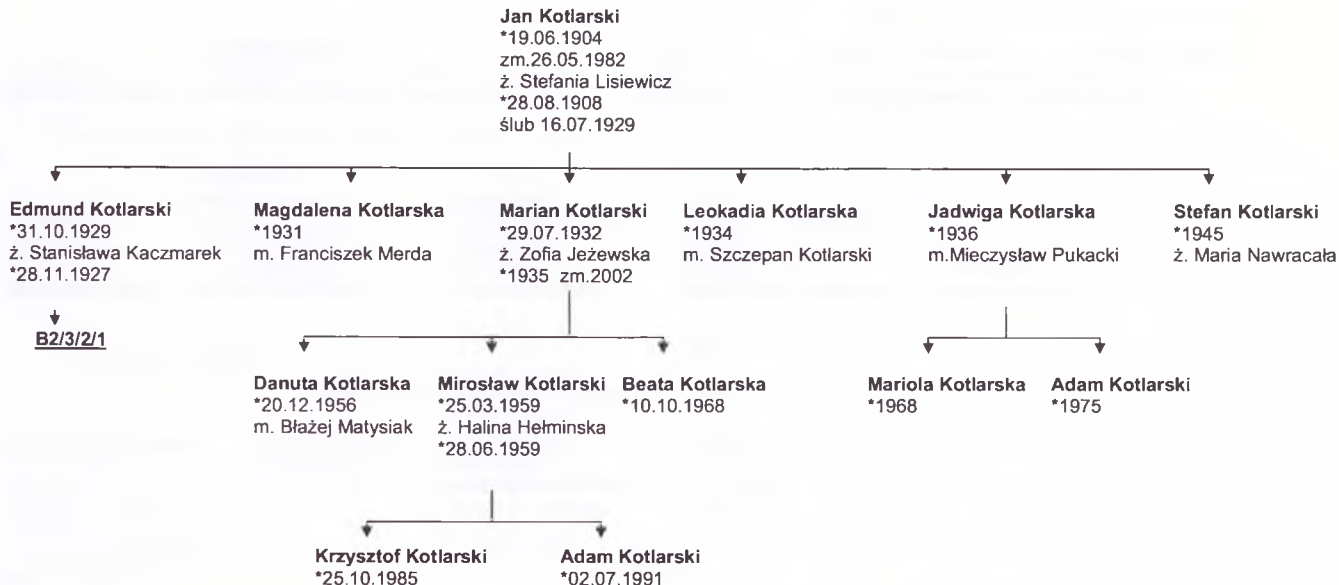 Jan Kotlarski
*19.06.1904
zm.26.05.1982
ż. Stefania Lisiewicz
*28.08.1908
ślub 16.07.1929
Edmund Kotlarski
*31.10.1929
ż. Stanisława Kaczmarek
*28.11.1927
B2/3/2/1
Magdalena Kotlarska
*1931
m. Franciszek Merda
Marian Kotlarski
*29.07.1932
ż. Zofia Jeżewska
*1935 zm.2002
Leokadia Kotlarska
*1934
m. Szczepan Kotlarski
Jadwiga Kotlarska
*1936
m.Mieczysław Pukacki
Stefan Kotlarski
*1945
ż. Maria Nawracała
Danuta Kotlarska
*20.12.1956
m. Błażej Matysiak
Mirosław Kotlarski
*25.03.1959
ż. Halina Hełminska
*28.06.1959
Beata Kotlarska
*10.10.1968
Mariola Kotlarska
*1968
Adam Kotlarski
*1975
Krzysztof Kotlarski
*25.10.1985
Adam Kotlarski
*02.07.1991